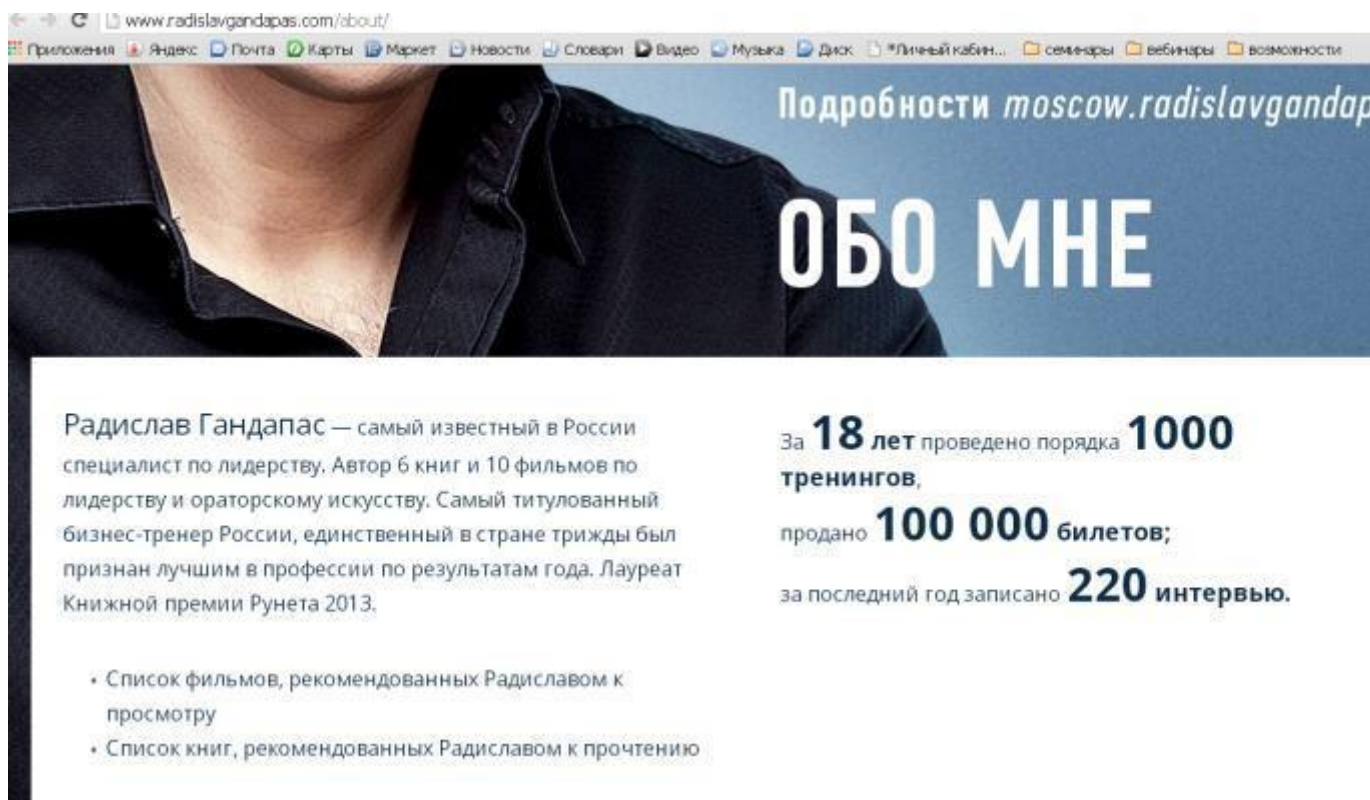 www.radislavgandapas.com/about/
Приложения Яндекс Почта Карты Маркет Новости Словари Видео Музыка Диск *Личный кабин... семинары вебинары возможности
Подробности moscow.radislavgandap
ОБО МНЕ
Радислав Гандапас — самый известный в России
специалист по лидерству. Автор 6 книг и 10 фильмов по
лидерству и ораторскому искусству. Самый титулованный
бизнес-тренер России, единственный в стране трижды был
признан лучшим в профессии по результатам года. Лауреат
Книжной премии Рунета 2013.
• Список фильмов, рекомендованных Радиславом к
просмотру
• Список книг, рекомендованных Радиславом к прочтению
За 18 лет проведено порядка 1000
тренингов,
продано 100 000 билетов;
за последний год записано 220 интервью.